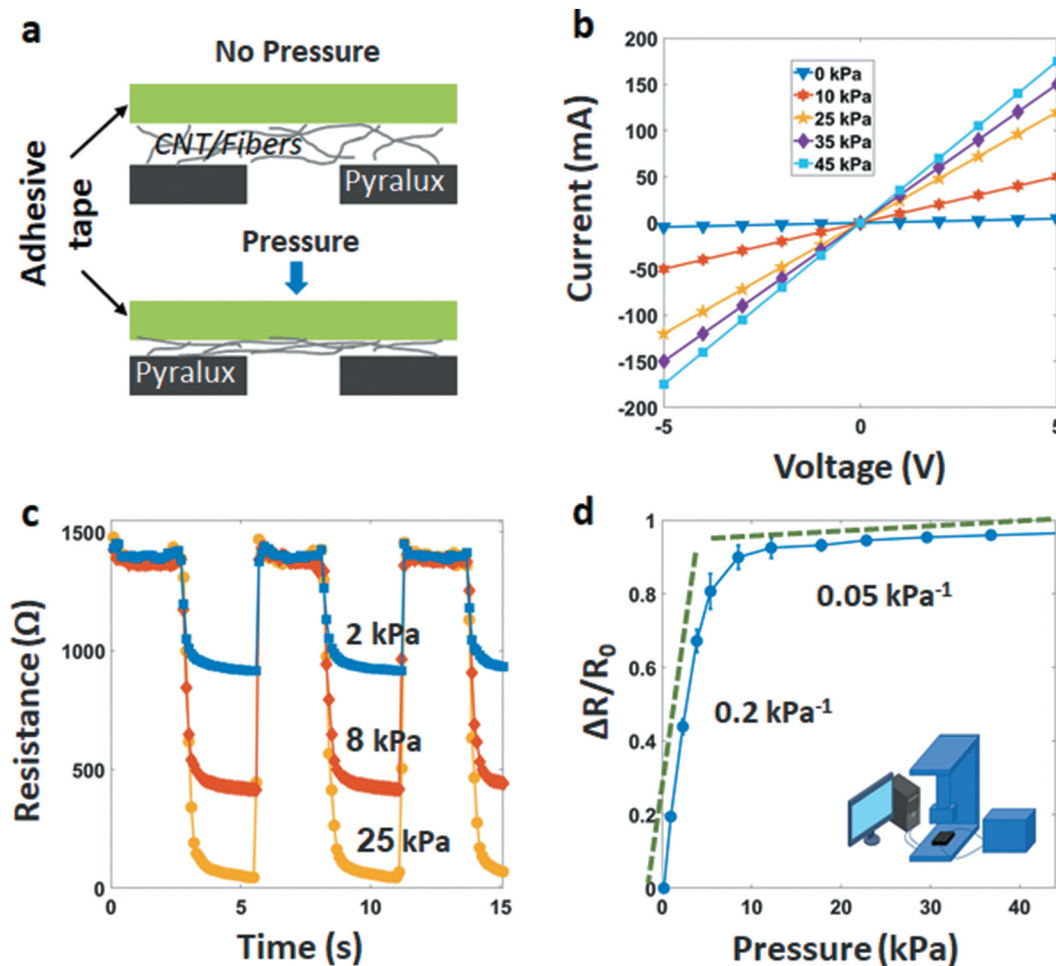 a
No Pressure
CNT/Fibers
Pyralux
Adhesive
tape
Pressure
Pyralux
b
200
150
100
50
0
-50
-100
-150
-200
Current (mA)
0 kPa
10 kPa
25 kPa
35 kPa
45 kPa
-5
0
5
Voltage (V)
c
1500
1000
500
0
Resistance (Ω)
2 kPa
8 kPa
25 kPa
0
5
10
15
Time (s)
d
1
0.8
0.6
0.4
0.2
0
ΔR/R₀
0.05 kPa⁻¹
0.2 kPa⁻¹
0
10
20
30
40
Pressure (kPa)